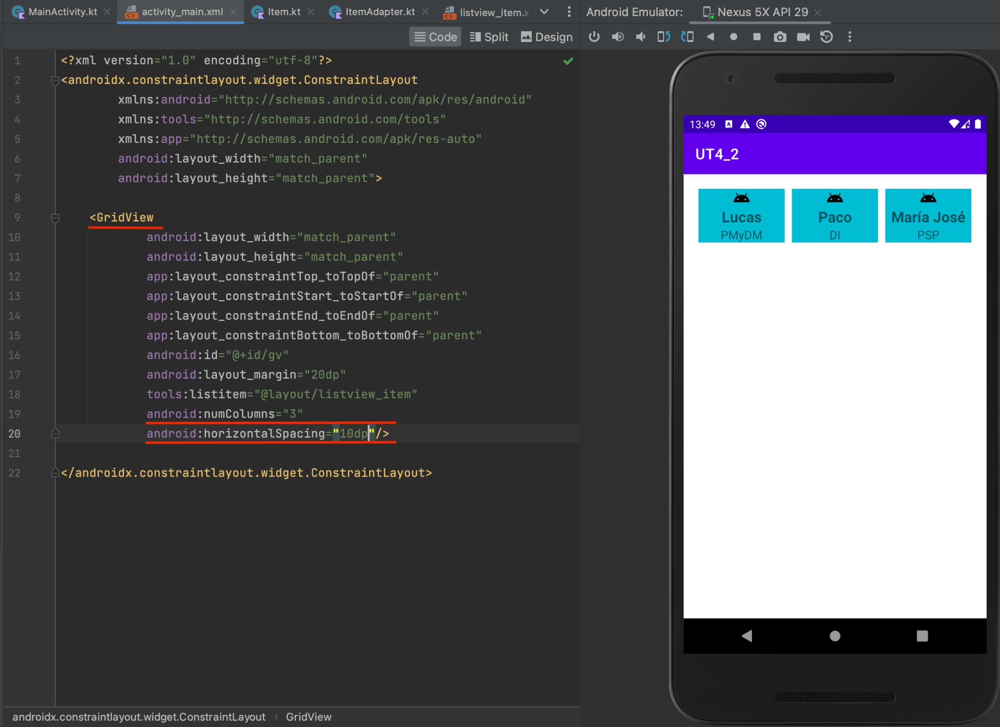 MainActivity.kt
activity_main.xml
Item.kt
ItemAdapter.kt
listview_item.x
Android Emulator:
Nexus 5X API 29
Code
Split
Design
1 <?xml version="1.0" encoding="utf-8"?>
2 <androidx.constraintlayout.widget.ConstraintLayout
3 xmlns:android="http://schemas.android.com/apk/res/android"
4 xmlns:tools="http://schemas.android.com/tools"
5 xmlns:app="http://schemas.android.com/apk/res-auto"
6 android:layout_width="match_parent"
7 android:layout_height="match_parent">
8
9 <GridView
10 android:layout_width="match_parent"
11 android:layout_height="match_parent"
12 app:layout_constraintTop_toTopOf="parent"
13 app:layout_constraintStart_toStartOf="parent"
14 app:layout_constraintEnd_toEndOf="parent"
15 app:layout_constraintBottom_toBottomOf="parent"
16 android:id="@+id/gv"
17 android:layout_margin="20dp"
18 tools:listitem="@layout/listview_item"
19 android:numColumns="3"
20 android:horizontalSpacing="10dp"/>
21
22 </androidx.constraintlayout.widget.ConstraintLayout>
androidx.constraintlayout.widget.ConstraintLayout › GridView
13:49
UT4_2
Lucas
PMyDM
Paco
DI
María José
PSP